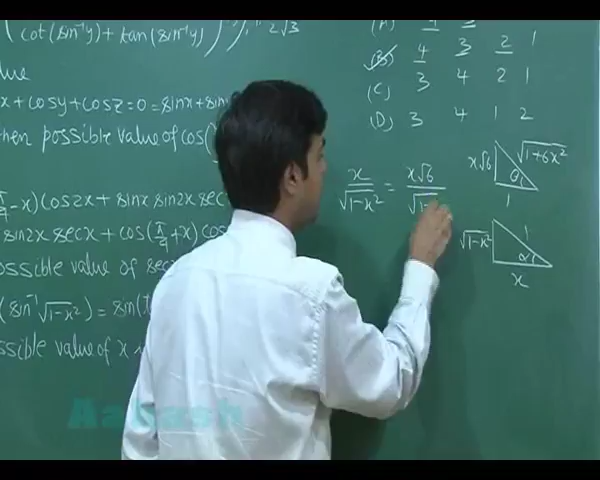 (cot(sin⁻¹y) + tan(sin⁻¹y)
2√3
lue
x + cosy + cosz = 0 = sinx + sin
hen possible value of cos(
-x) cos2x + sinx sin2x sec
sin2x secx + cos(π/4 + x) cos
ossible value of sec
(sin⁻¹√1-x²) = sin(t
ssible value of x
(A) 4 3
(B) 4 3 2 1
(C) 3 4 2 1
(D) 3 4 1 2
x/√1-x² = x√6/√1-
x√6 √1+6x²
θ
1
√1-x² 1
α
x
Aakash